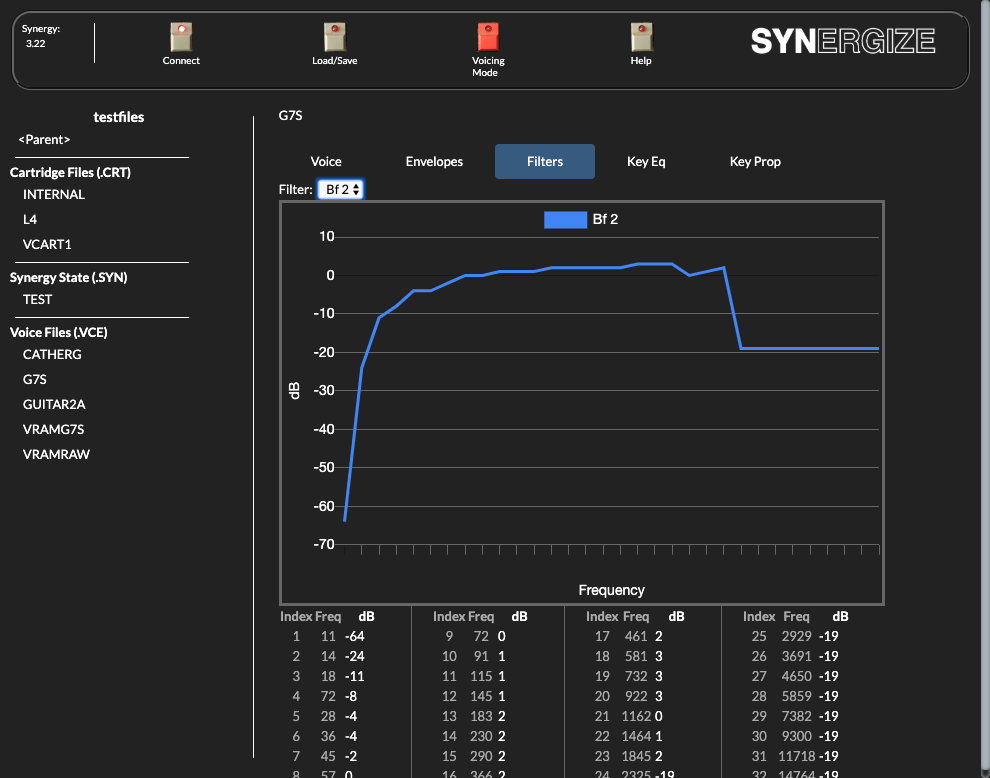 Synergy:
3.22
Connect
Load/Save
Voicing
Mode
Help
SYNERGIZE
testfiles
<Parent>
Cartridge Files (.CRT)
INTERNAL
L4
VCART1
Synergy State (.SYN)
TEST
Voice Files (.VCE)
CATHERG
G7S
GUITAR2A
VRAMG7S
VRAMRAW
G7S
Voice Envelopes Filters Key Eq Key Prop
Filter: Bf 2
Bf 2
10
0
-10
-20
-30
-40
-50
-60
-70
dB
Frequency
Index Freq dB Index Freq dB Index Freq dB Index Freq dB
1 11 -64 9 72 0 17 461 2 25 2929 -19
2 14 -24 10 91 1 18 581 3 26 3691 -19
3 18 -11 11 115 1 19 732 3 27 4650 -19
4 72 -8 12 145 1 20 922 3 28 5859 -19
5 28 -4 13 183 2 21 1162 0 29 7382 -19
6 36 -4 14 230 2 22 1464 1 30 9300 -19
7 45 -2 15 290 2 23 1845 2 31 11718 -19
8 57 0 16 366 2 24 2325 -19 32 14764 -19